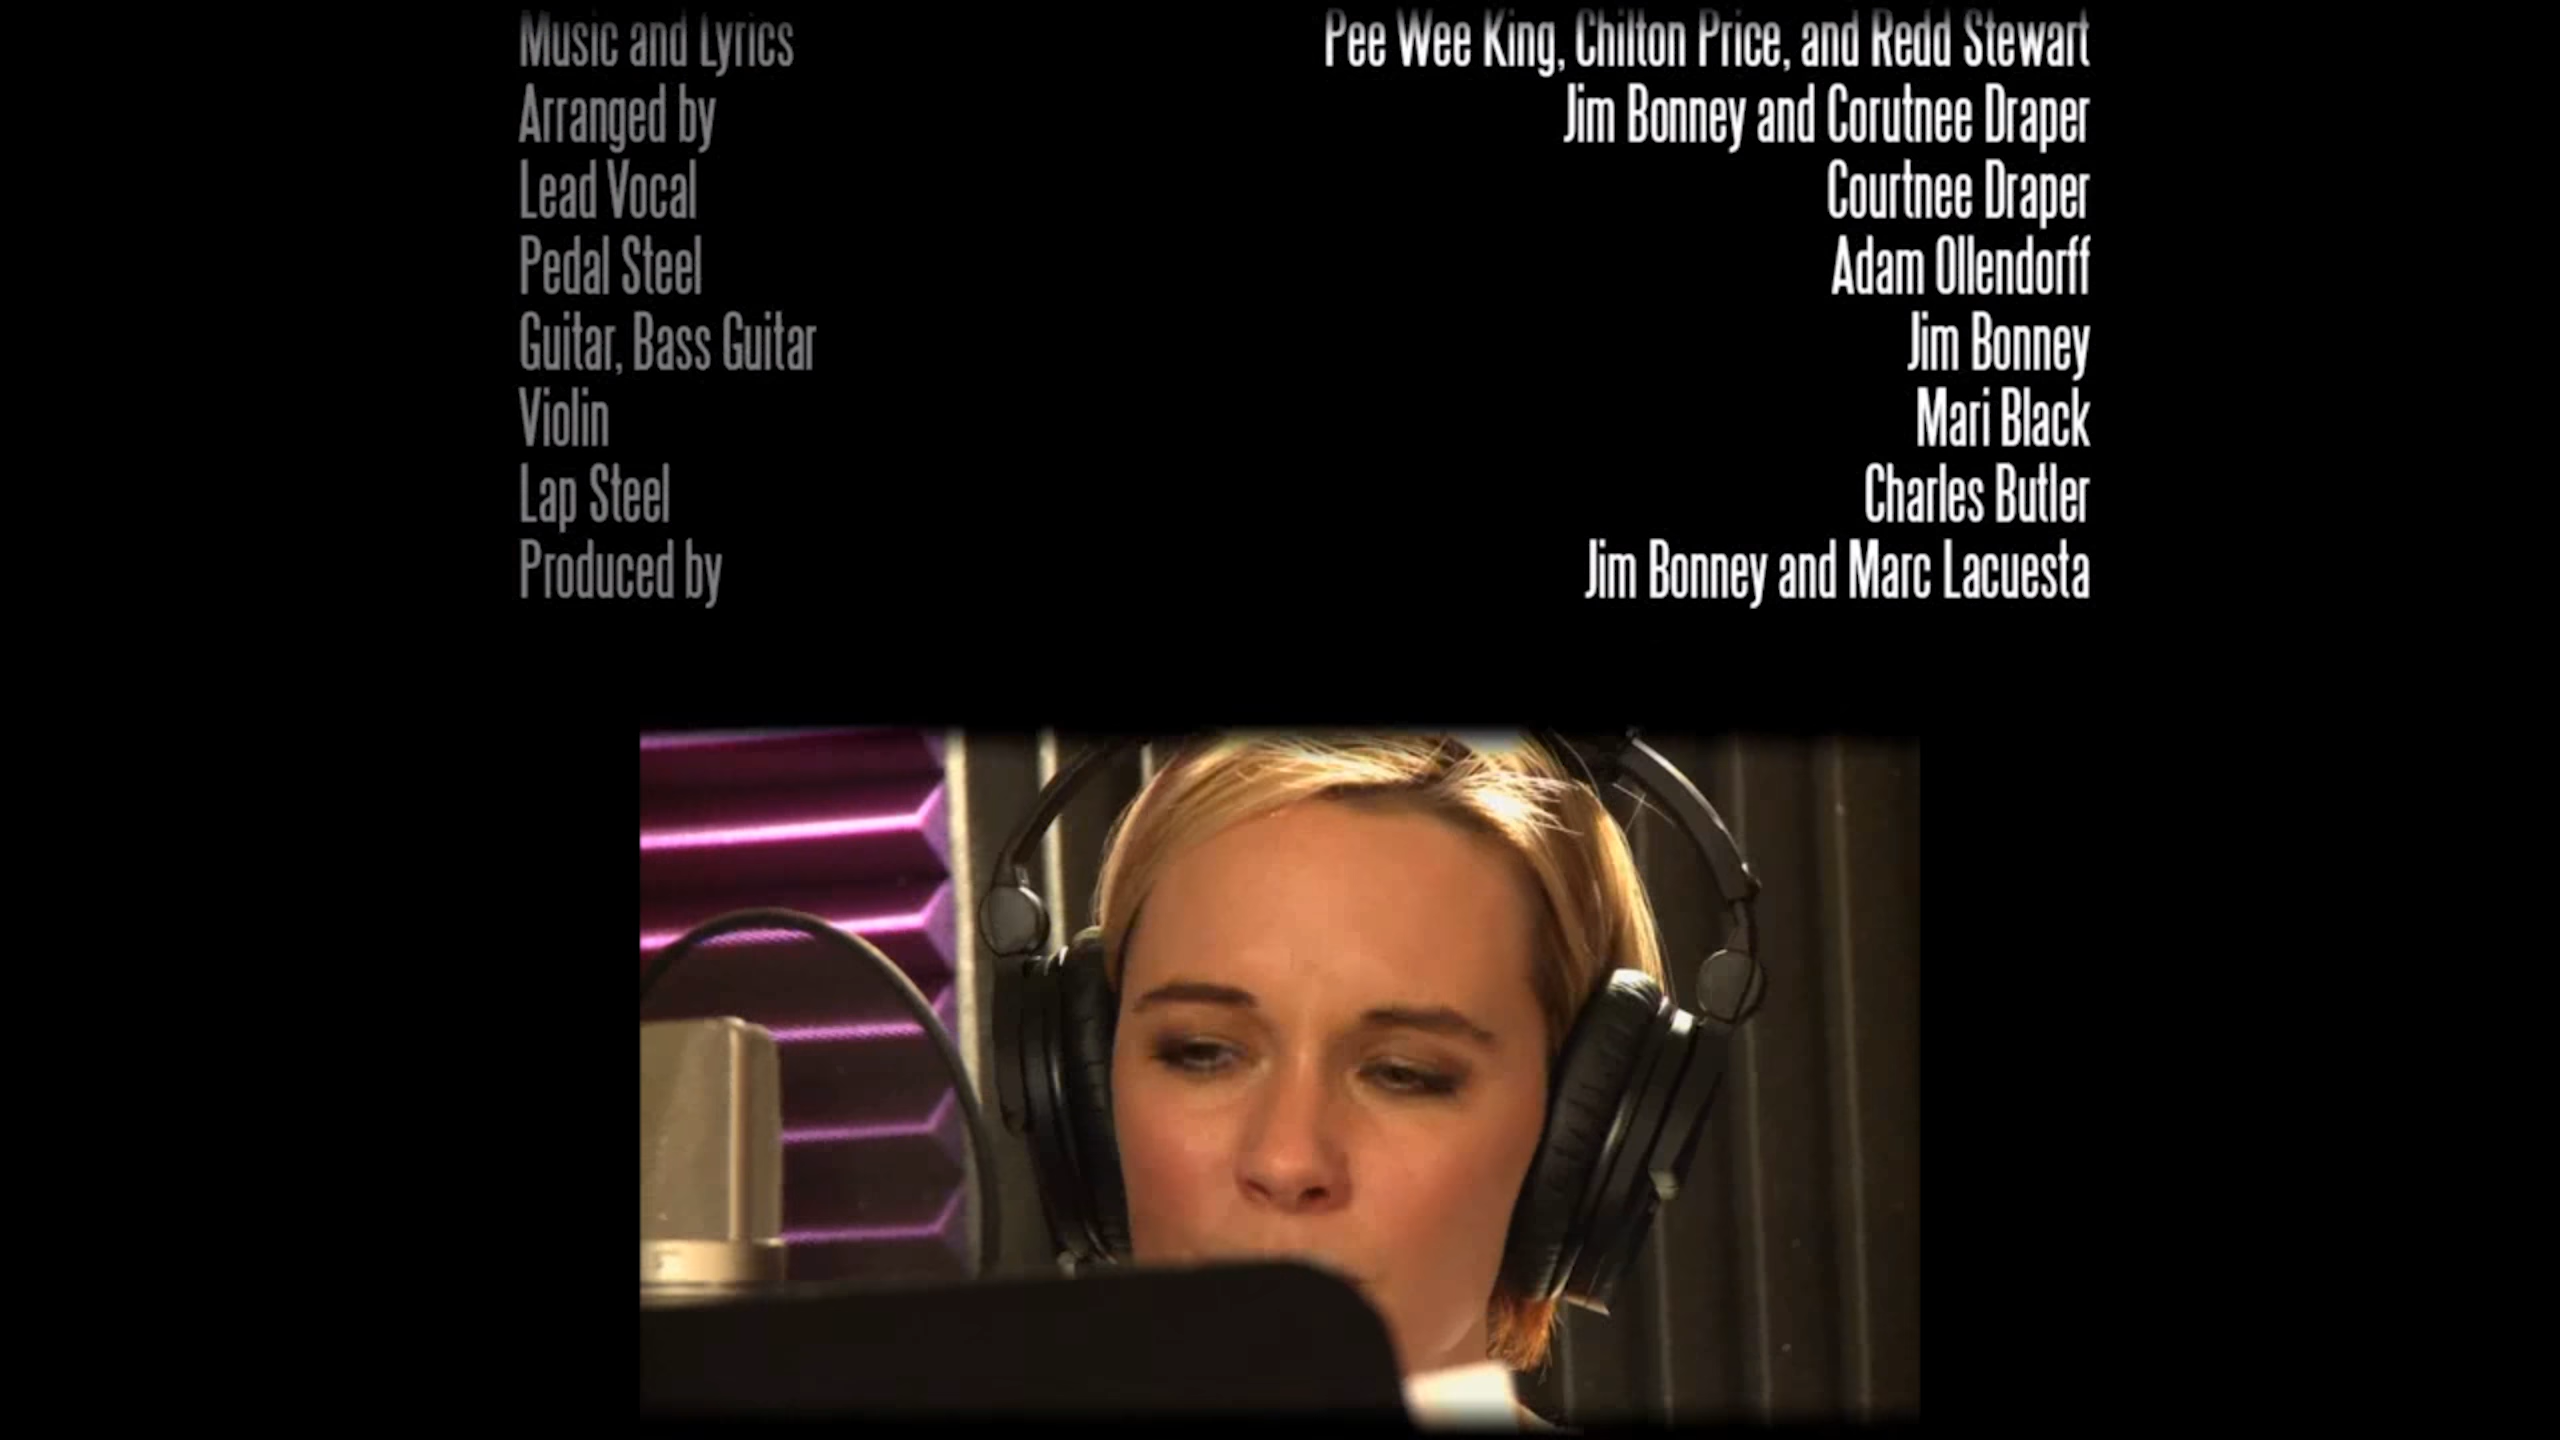 Music and Lyrics Pee Wee King, Chilton Price, and Redd Stewart
Arranged by Jim Bonney and Corutnee Draper
Lead Vocal Courtnee Draper
Pedal Steel Adam Ollendorff
Guitar, Bass Guitar Jim Bonney
Violin Mari Black
Lap Steel Charles Butler
Produced by Jim Bonney and Marc Lacuesta